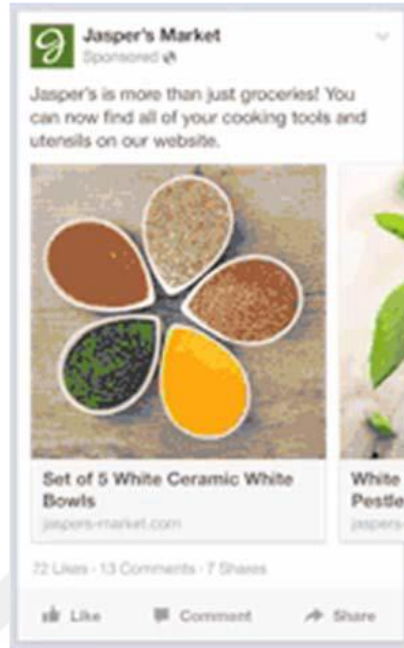 Jasper's Market
Sponsored
Jasper's is more than just groceries! You
can now find all of your cooking tools and
utensils on our website.
Set of 5 White Ceramic White
Bowls
jaspers-market.com
White
Pestle
jaspers-
72 Likes · 13 Comments · 7 Shares
Like Comment Share